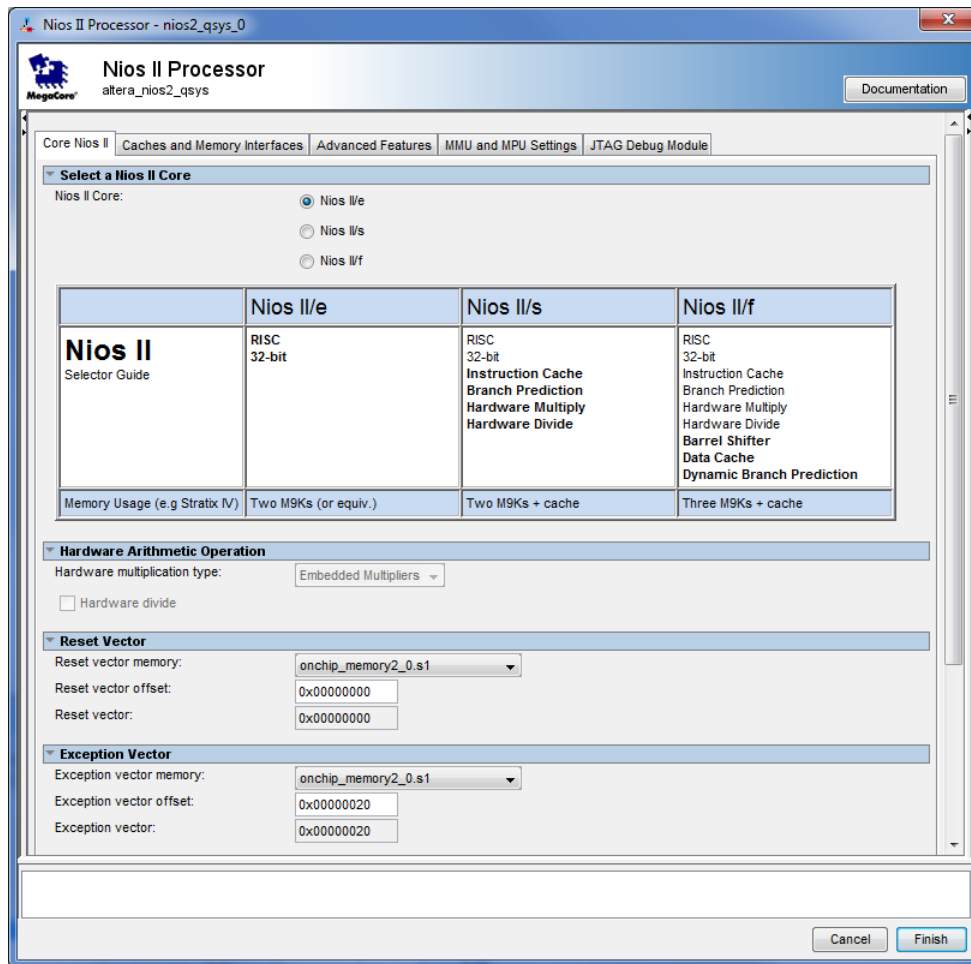 Nios II Processor - nios2_qsys_0
Nios II Processor
altera_nios2_qsys
MegaCore®
Documentation
Core Nios II Caches and Memory Interfaces Advanced Features MMU and MPU Settings JTAG Debug Module
Select a Nios II Core
Nios II Core:
Nios II/e
Nios II/s
Nios II/f
Nios II/e Nios II/s Nios II/f
Nios II
Selector Guide
RISC
32-bit
RISC
32-bit
Instruction Cache
Branch Prediction
Hardware Multiply
Hardware Divide
RISC
32-bit
Instruction Cache
Branch Prediction
Hardware Multiply
Hardware Divide
Barrel Shifter
Data Cache
Dynamic Branch Prediction
Memory Usage (e.g Stratix IV) Two M9Ks (or equiv.) Two M9Ks + cache Three M9Ks + cache
Hardware Arithmetic Operation
Hardware multiplication type: Embedded Multipliers
Hardware divide
Reset Vector
Reset vector memory: onchip_memory2_0.s1
Reset vector offset: 0x00000000
Reset vector: 0x00000000
Exception Vector
Exception vector memory: onchip_memory2_0.s1
Exception vector offset: 0x00000020
Exception vector: 0x00000020
Cancel Finish